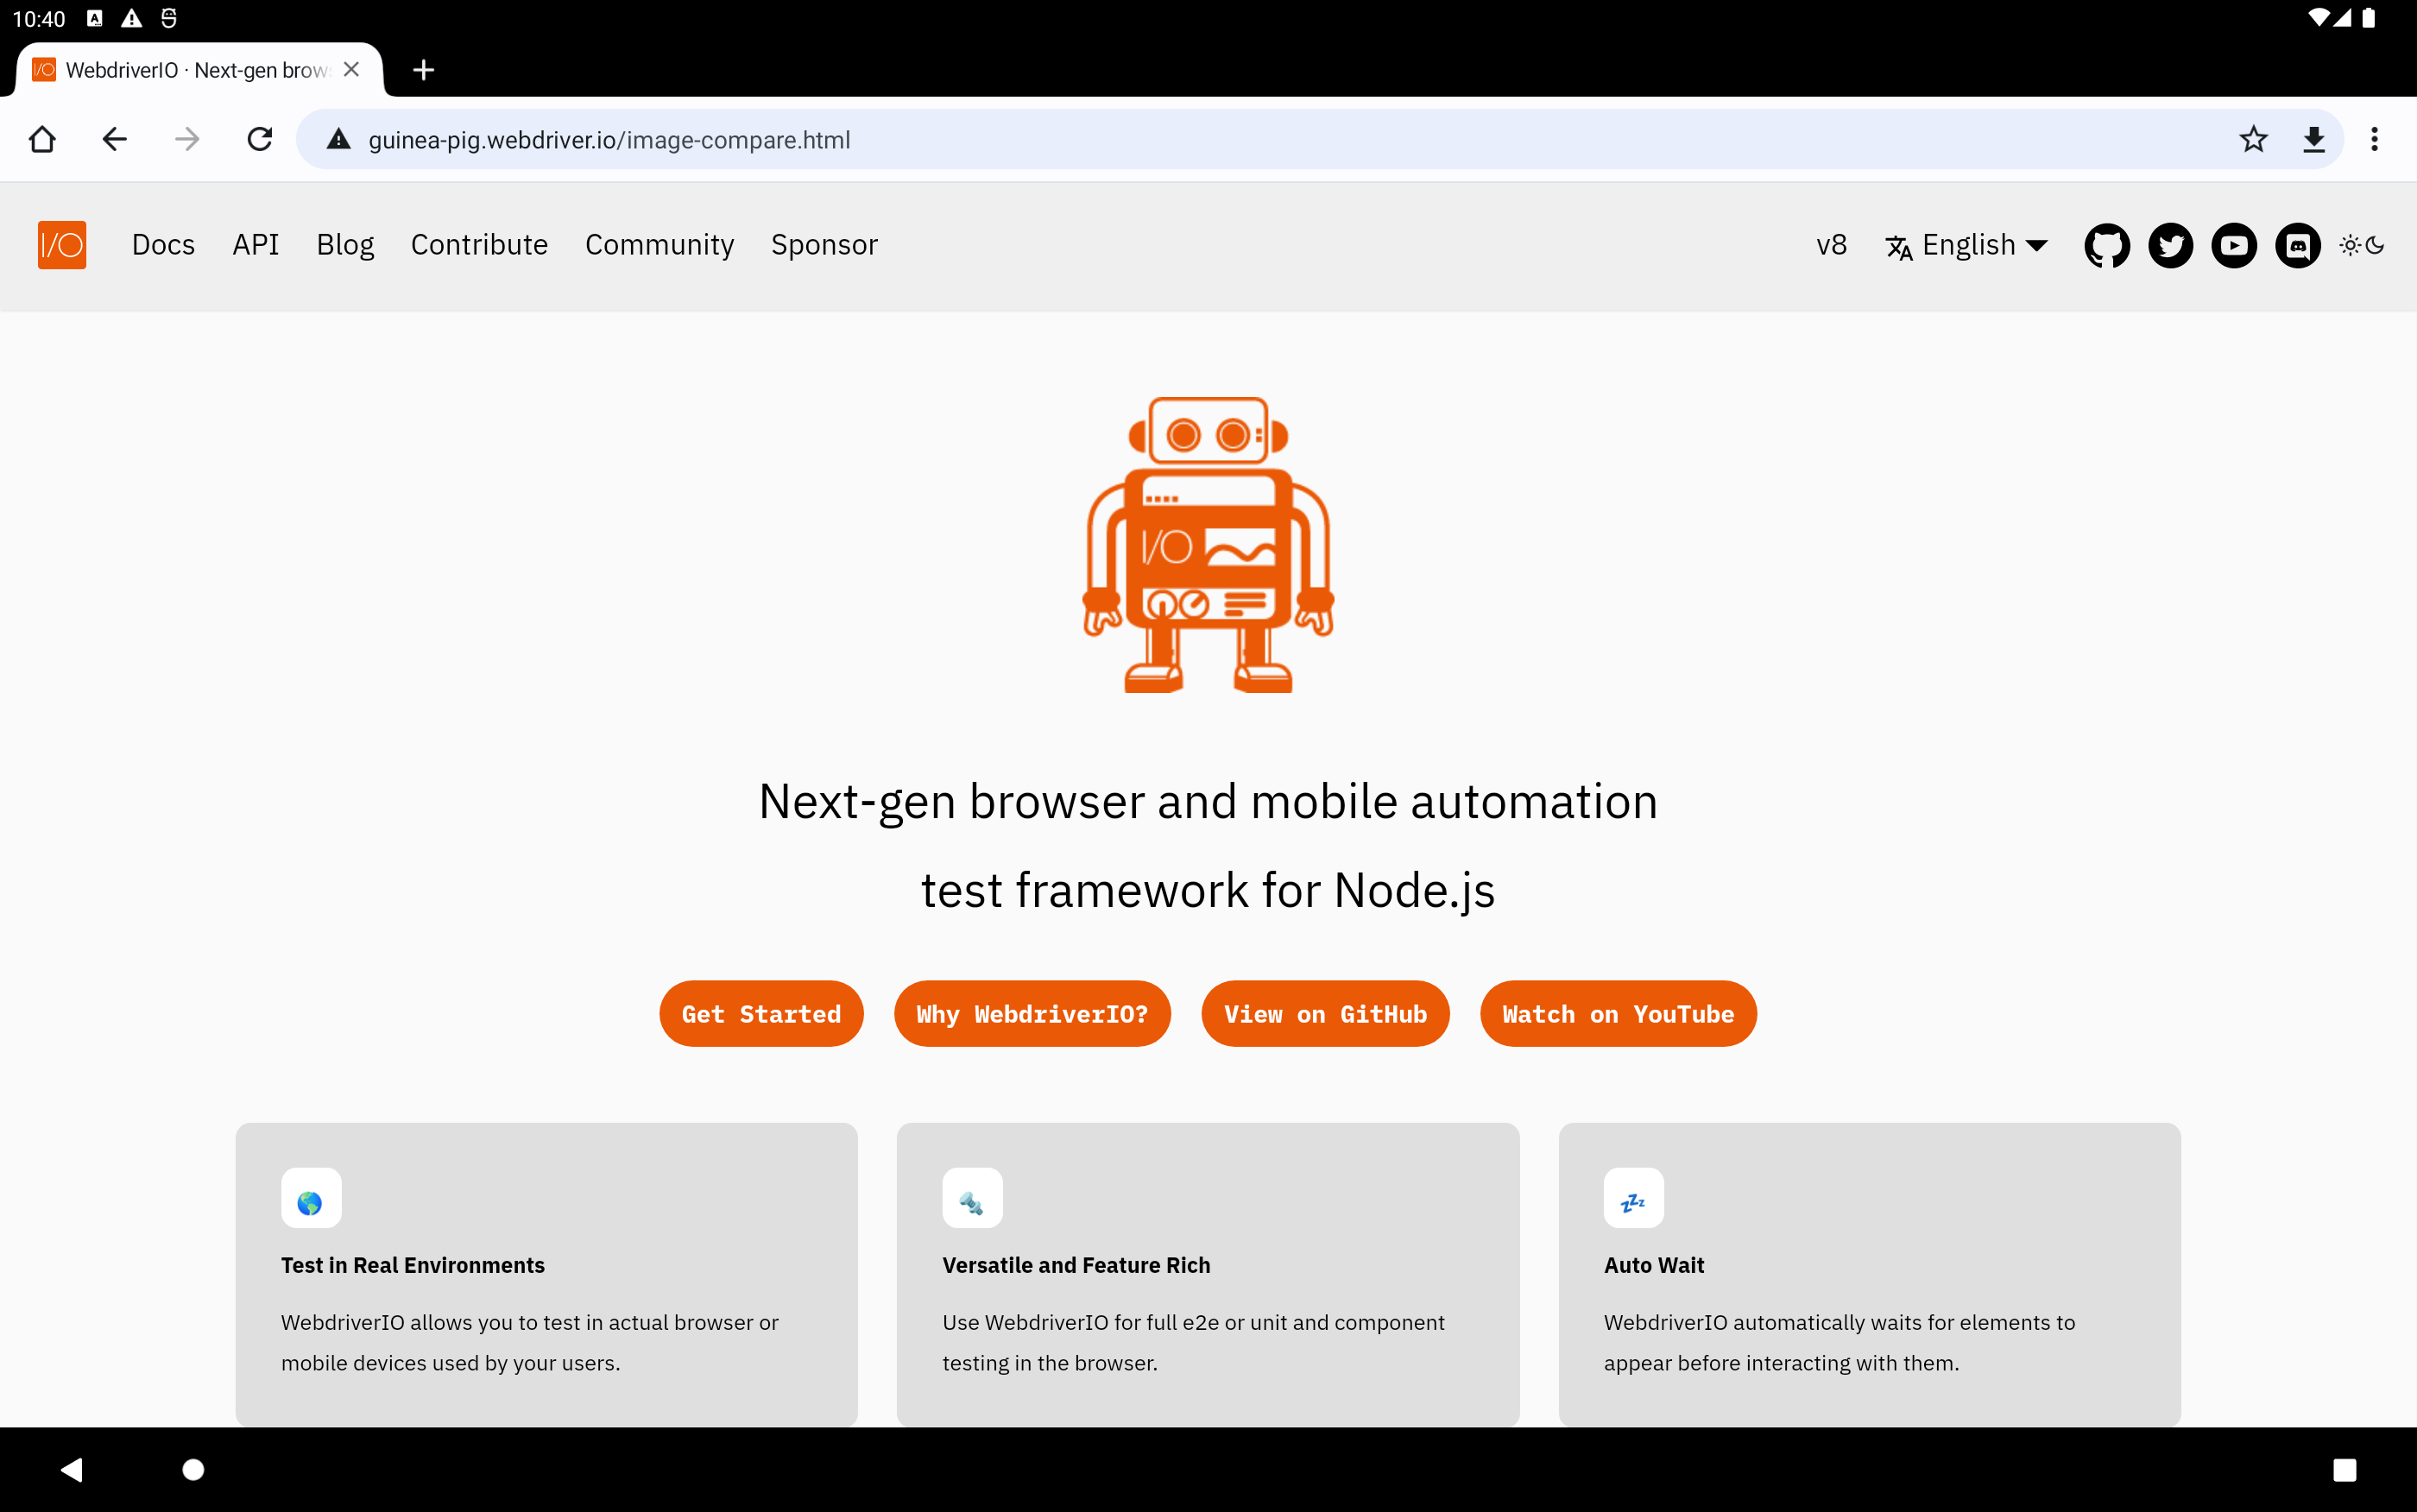 10:40
WebdriverIO · Next-gen brow
guinea-pig.webdriver.io/image-compare.html
I/O Docs API Blog Contribute Community Sponsor v8 English
I/O
Next-gen browser and mobile automation
test framework for Node.js
Get Started Why WebdriverIO? View on GitHub Watch on YouTube
Test in Real Environments
WebdriverIO allows you to test in actual browser or
mobile devices used by your users.
Versatile and Feature Rich
Use WebdriverIO for full e2e or unit and component
testing in the browser.
Auto Wait
WebdriverIO automatically waits for elements to
appear before interacting with them.